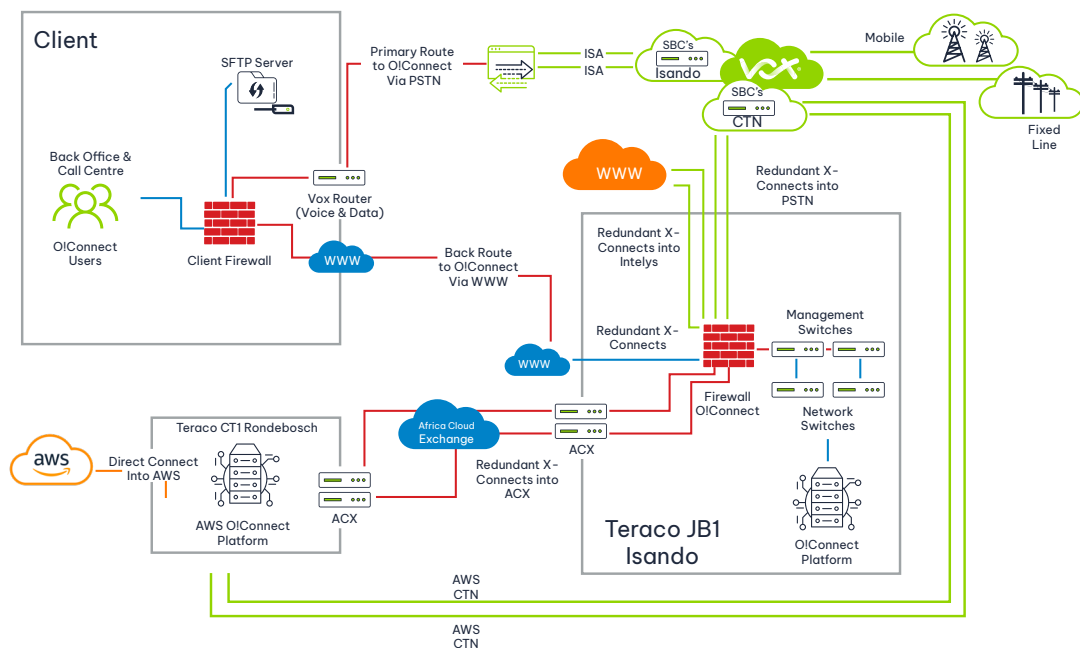 Client
SFTP Server
Back Office &
Call Centre
O!Connect
Users
Client Firewall
Vox Router
(Voice & Data)
WWW
Primary Route
to O!Connect
Via PSTN
ISA
ISA
SBC's
Isando
VOX
SBC's
CTN
Mobile
Fixed
Line
WWW
Redundant X-
Connects into
PSTN
Back Route
to O!Connect
Via WWW
WWW
Redundant X-
Connects into
Intelys
Redundant X-
Connects
Management
Switches
Firewall
O!Connect
Network
Switches
O!Connect
Platform
Teraco JB1
Isando
ACX
Africa Cloud
Exchange
Redundant X-
Connects into
ACX
Teraco CT1 Rondebosch
aws
Direct Connect
Into AWS
AWS O!Connect
Platform
ACX
AWS
CTN
AWS
CTN